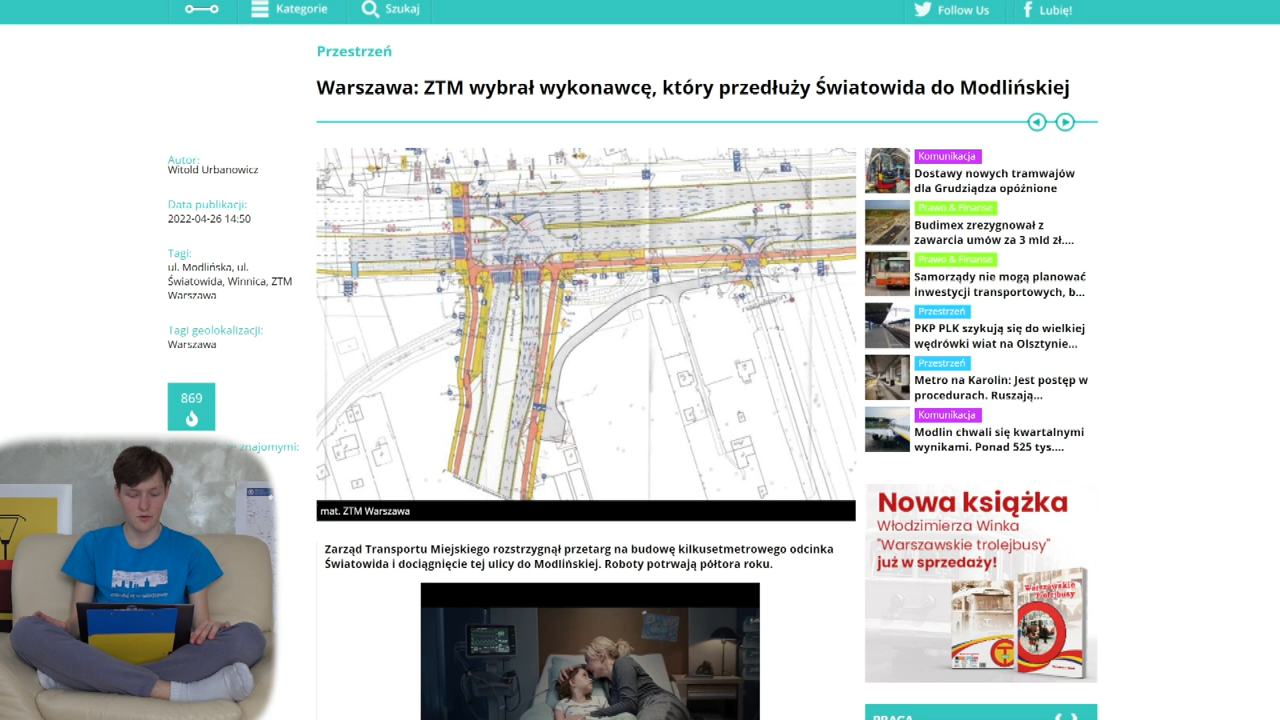 Kategorie
Szukaj
Follow Us
Lubię!
Przestrzeń
Warszawa: ZTM wybrał wykonawcę, który przedłuży Światowida do Modlińskiej
Autor:
Witold Urbanowicz
Data publikacji:
2022-04-26 14:50
Tagi:
ul. Modlińska, ul.
Światowida, Winnica, ZTM
Warszawa
Tagi geolokalizacji:
Warszawa
869
znajomymi:
mat. ZTM Warszawa
Zarząd Transportu Miejskiego rozstrzygnął przetarg na budowę kilkusetmetrowego odcinka
Światowida i dociągnięcie tej ulicy do Modlińskiej. Roboty potrwają półtora roku.
Komunikacja
Dostawy nowych tramwajów
dla Grudziądza opóźnione
Prawo & Finanse
Budimex zrezygnował z
zawarcia umów za 3 mld zł....
Prawo & Finanse
Samorządy nie mogą planować
inwestycji transportowych, b...
Przestrzeń
PKP PLK szykują się do wielkiej
wędrówki wiat na Olsztynie...
Przestrzeń
Metro na Karolin: Jest postęp w
procedurach. Ruszają...
Komunikacja
Modlin chwali się kwartalnymi
wynikami. Ponad 525 tys....
Nowa książka
Włodzimierza Winka
"Warszawskie trolejbusy"
już w sprzedaży!
Warszawskie
trolejbusy
PRACA